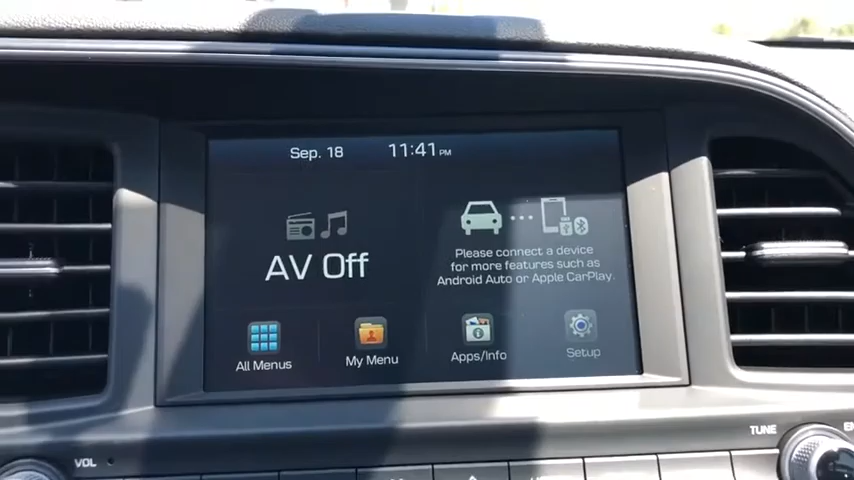 Sep. 18 11:41 PM
AV Off
Please connect a device
for more features such as
Android Auto or Apple CarPlay.
All Menus
My Menu
Apps/Info
Setup
VOL
TUNE